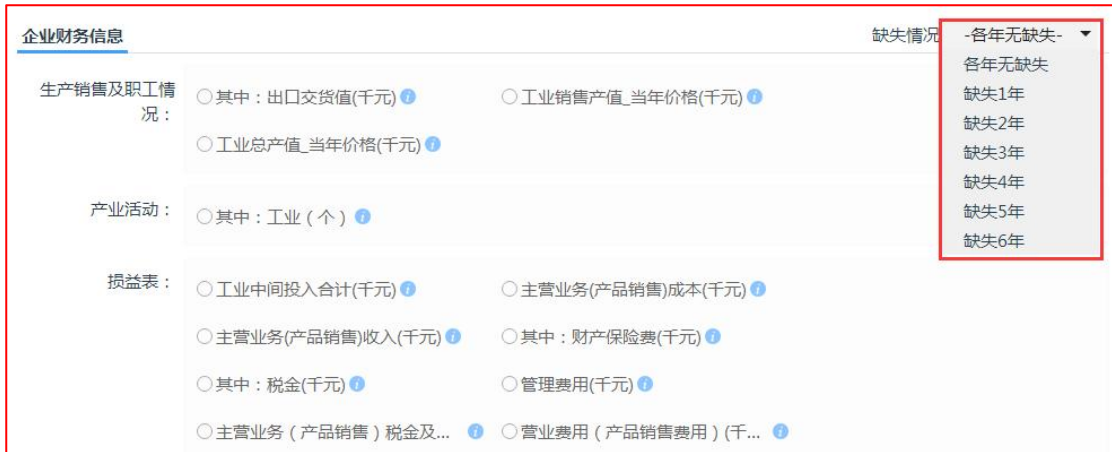 企业财务信息 缺失情况 -各年无缺失-
各年无缺失
缺失1年
缺失2年
缺失3年
缺失4年
缺失5年
缺失6年
生产销售及职工情
况：
其中：出口交货值(千元) 工业销售产值_当年价格(千元)
工业总产值_当年价格(千元)
产业活动： 其中：工业（个）
损益表： 工业中间投入合计(千元) 主营业务(产品销售)成本(千元)
主营业务(产品销售)收入(千元) 其中：财产保险费(千元)
其中：税金(千元) 管理费用(千元)
主营业务（产品销售）税金及... 营业费用（产品销售费用）(千...